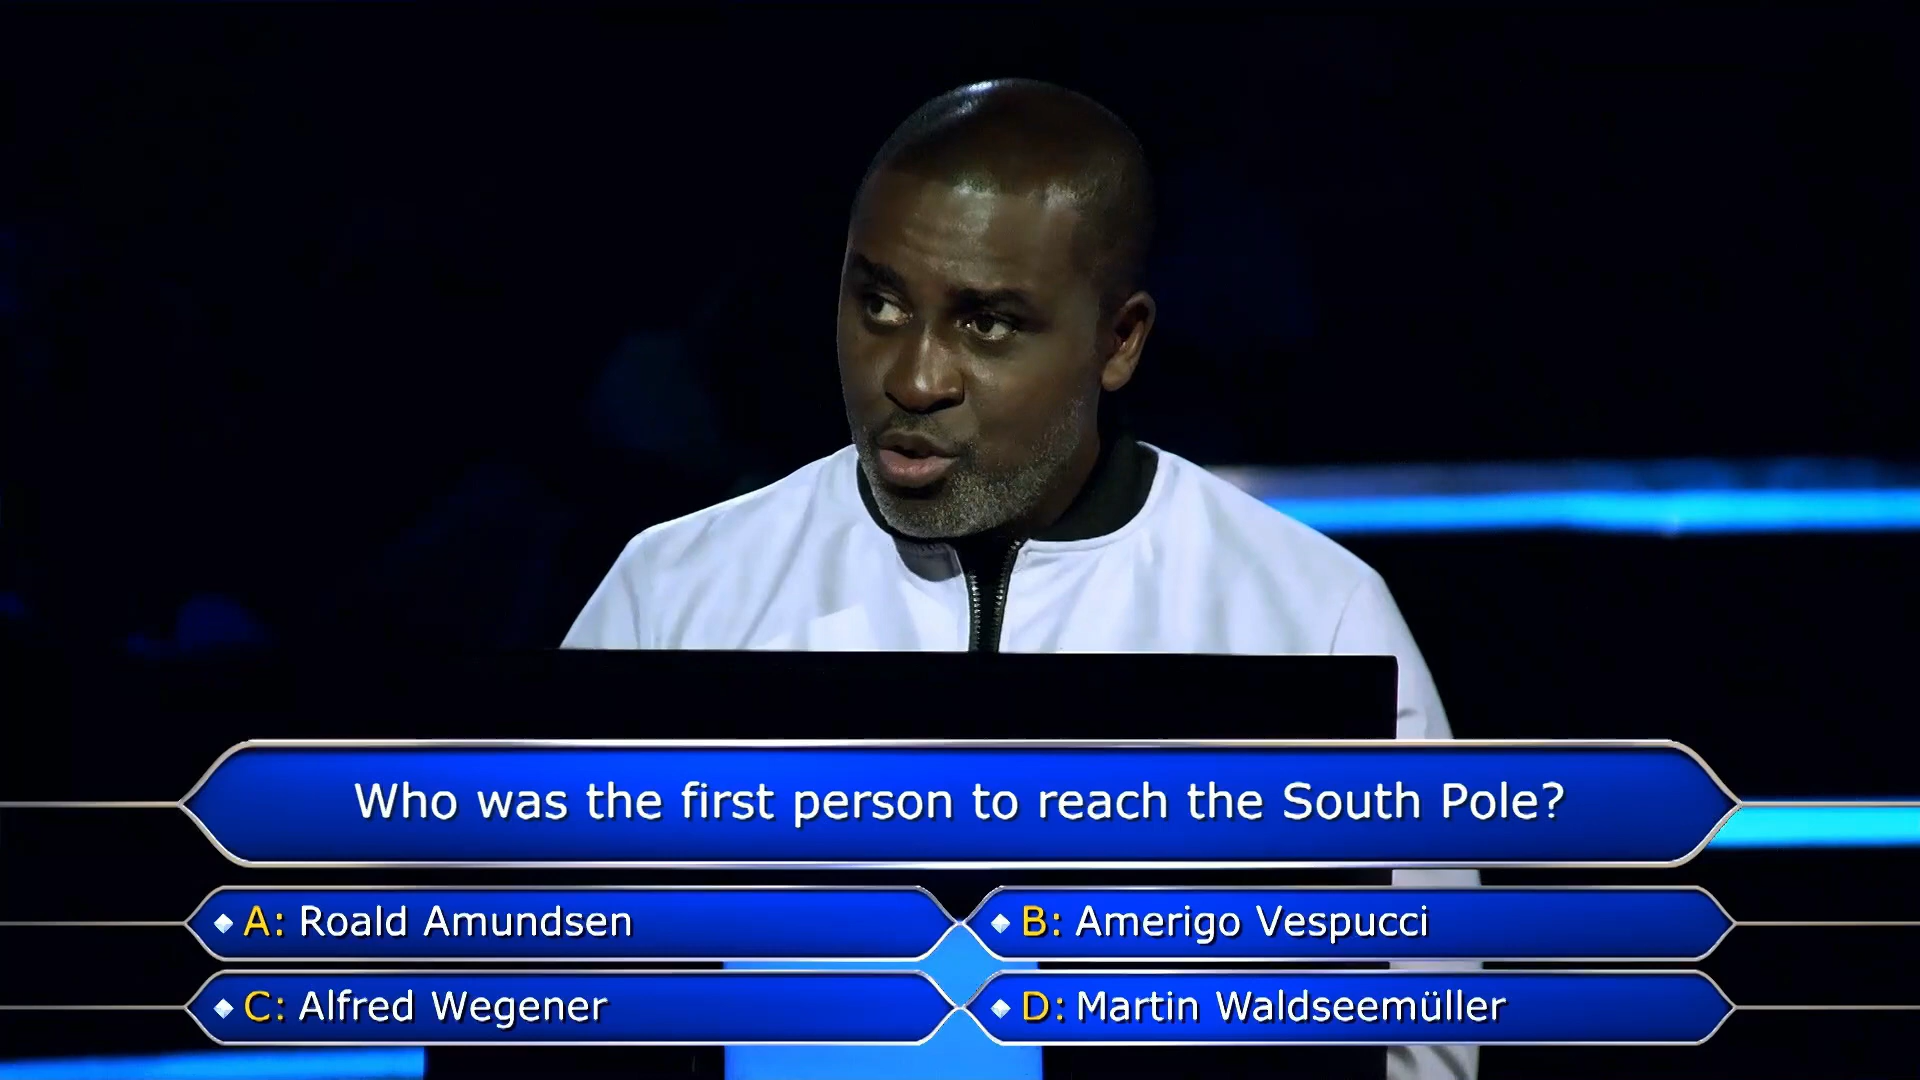 Who was the first person to reach the South Pole?
A: Roald Amundsen
B: Amerigo Vespucci
C: Alfred Wegener
D: Martin Waldseemüller